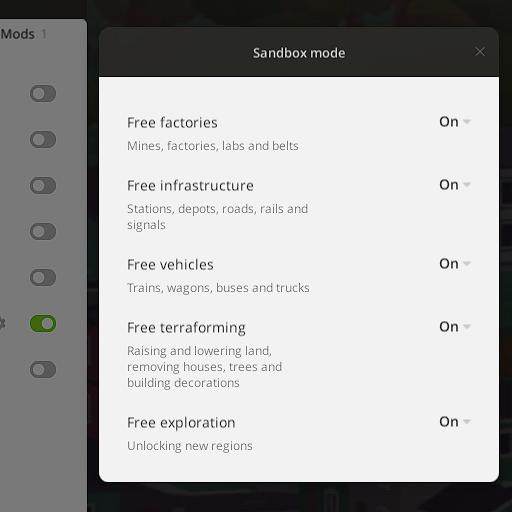 Mods 1
Sandbox mode
Free factories
On
Mines, factories, labs and belts
Free infrastructure
On
Stations, depots, roads, rails and
signals
Free vehicles
On
Trains, wagons, buses and trucks
Free terraforming
On
Raising and lowering land,
removing houses, trees and
building decorations
Free exploration
On
Unlocking new regions